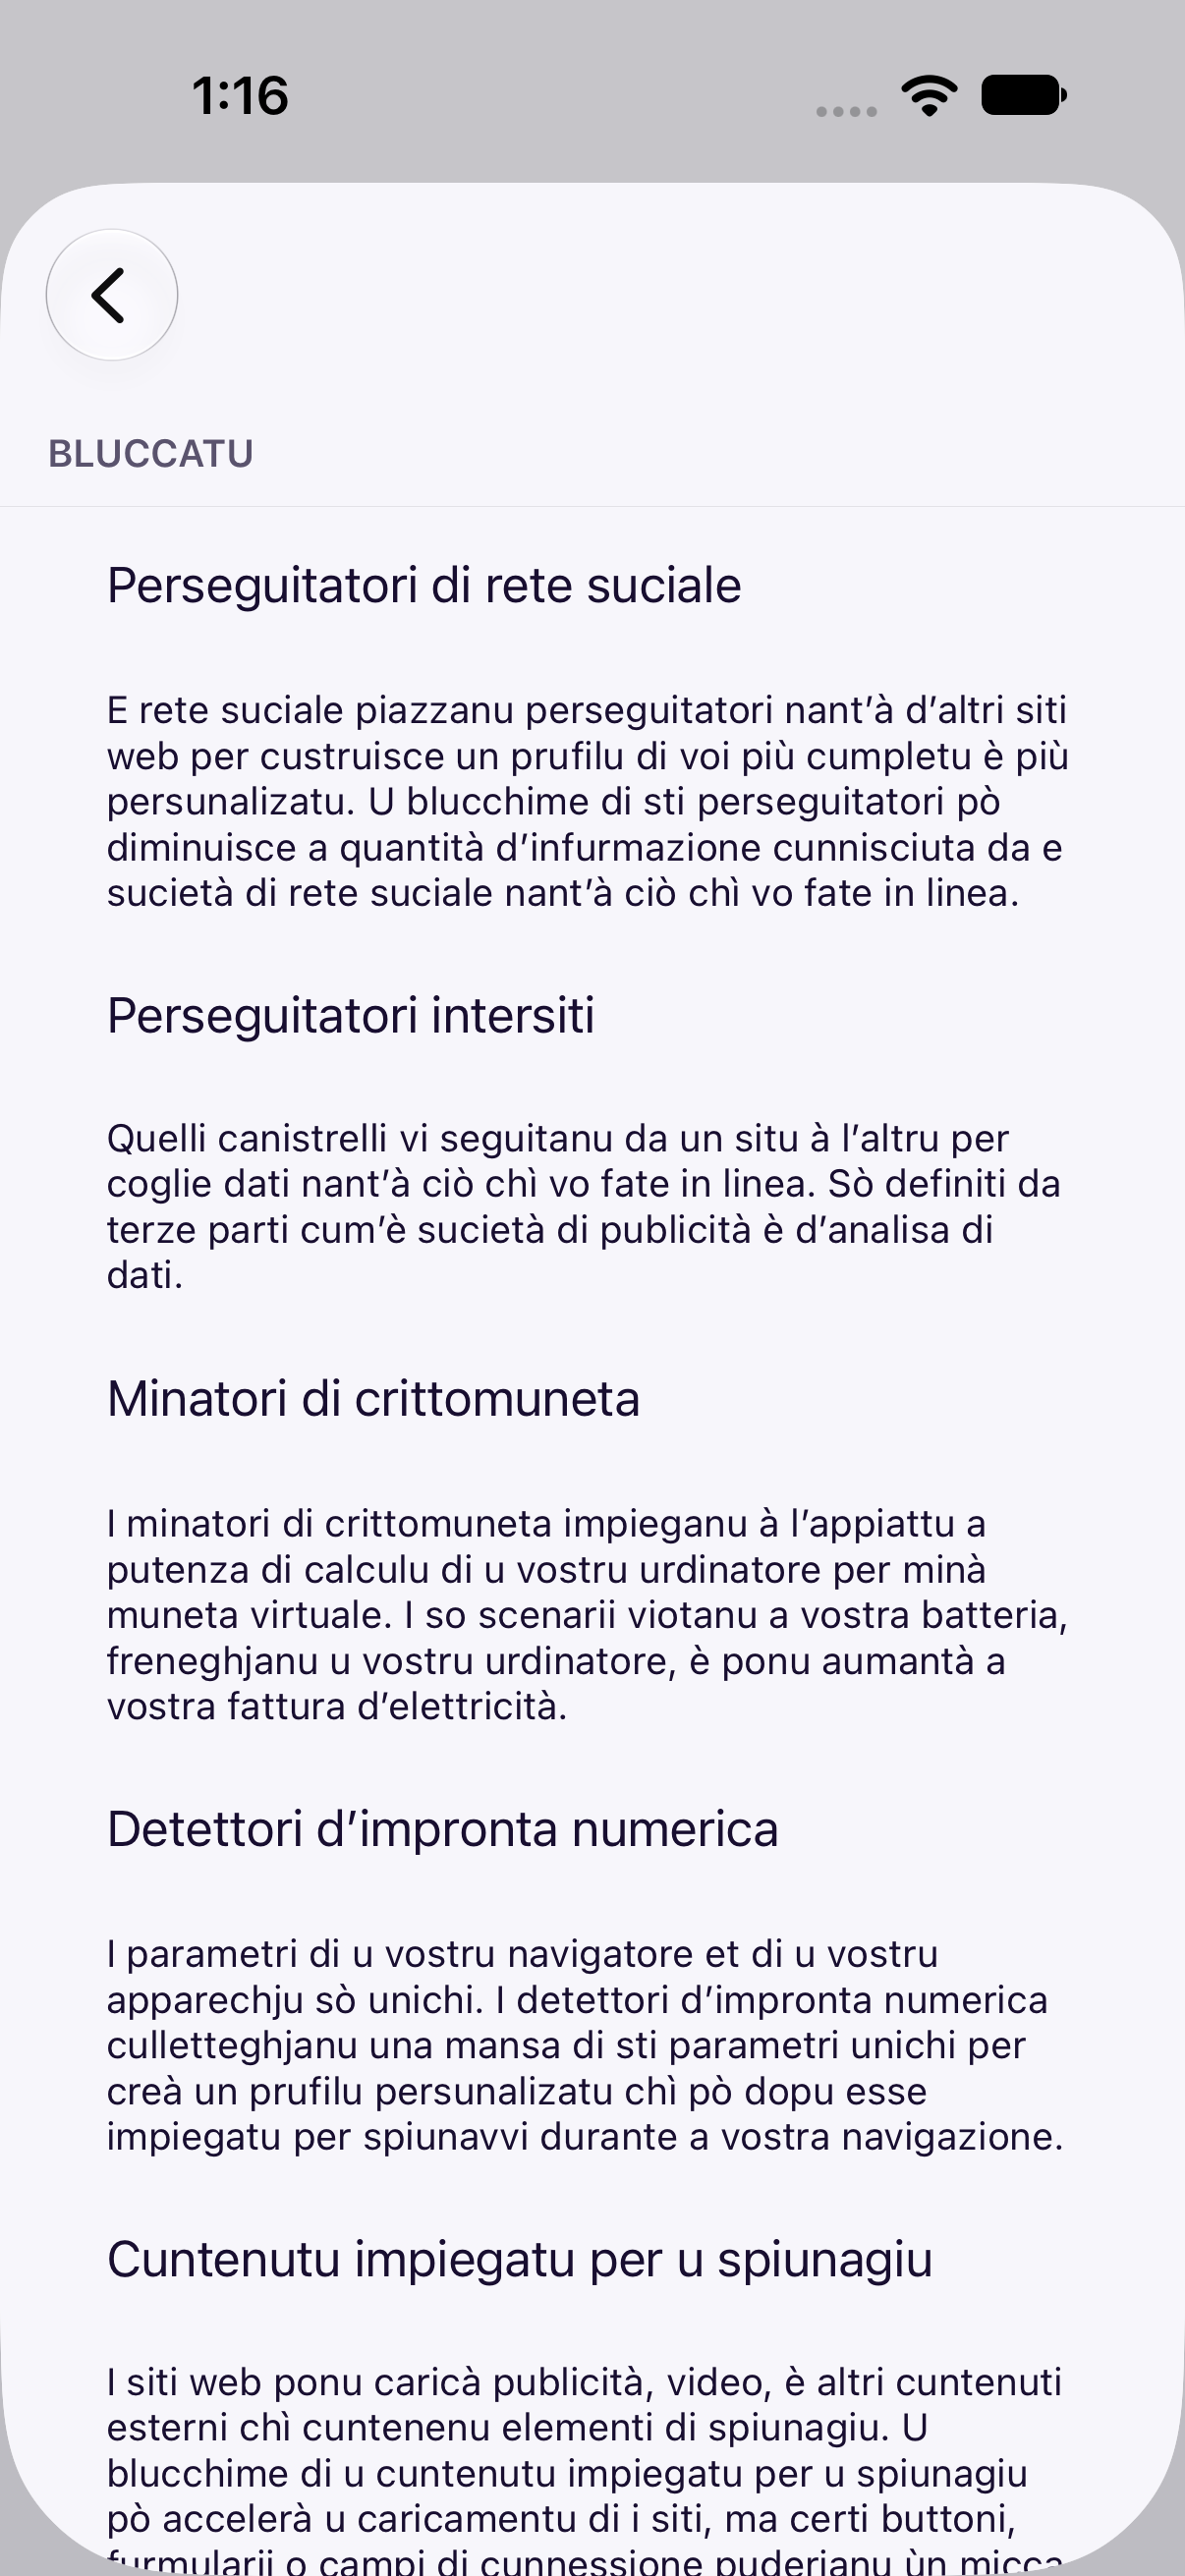 1:16
BLUCCATU
Perseguitatori di rete suciale
E rete suciale piazzanu perseguitatori nant’à d’altri siti
web per custruisce un prufilu di voi più cumpletu è più
persunalizatu. U blucchime di sti perseguitatori pò
diminuisce a quantità d’infurmazione cunnisciuta da e
sucietà di rete suciale nant’à ciò chì vo fate in linea.
Perseguitatori intersiti
Quelli canistrelli vi seguitanu da un situ à l’altru per
coglie dati nant’à ciò chì vo fate in linea. Sò definiti da
terze parti cum’è sucietà di publicità è d’analisa di
dati.
Minatori di crittomuneta
I minatori di crittomuneta impieganu à l’appiattu a
putenza di calculu di u vostru urdinatore per minà
muneta virtuale. I so scenarii viotanu a vostra batteria,
freneghjanu u vostru urdinatore, è ponu aumantà a
vostra fattura d’elettricità.
Detettori d’impronta numerica
I parametri di u vostru navigatore et di u vostru
apparechju sò unichi. I detettori d’impronta numerica
culletteghjanu una mansa di sti parametri unichi per
creà un prufilu persunalizatu chì pò dopu esse
impiegatu per spiunavvi durante a vostra navigazione.
Cuntenutu impiegatu per u spiunagiu
I siti web ponu caricà publicità, video, è altri cuntenuti
esterni chì cuntenenu elementi di spiunagiu. U
blucchime di u cuntenutu impiegatu per u spiunagiu
pò accelerà u caricamentu di i siti, ma certi buttoni,
furmularii o campi di cunnessione puderianu ùn micca